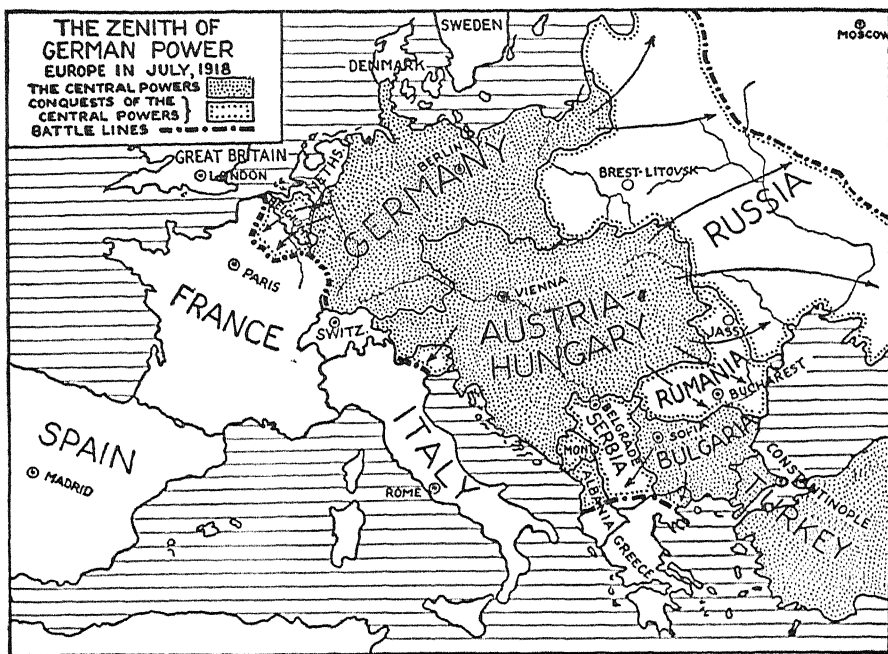 THE ZENITH OF
GERMAN POWER
EUROPE IN JULY, 1918
THE CENTRAL POWERS
CONQUESTS OF THE
CENTRAL POWERS
BATTLE LINES
SWEDEN
MOSCOW
DENMARK
GREAT BRITAIN
LONDON
BERLIN
GERMANY
BREST-LITOVSK
RUSSIA
PARIS
FRANCE
VIENNA
SWITZ.
AUSTRIA-
HUNGARY
JASSY
RUMANIA
BUCHAREST
BELGRADE
SERBIA
SOFIA
BULGARIA
MONT.
ALBANIA
ITALY
ROME
SPAIN
MADRID
CONSTANTINOPLE
TURKEY
GREECE